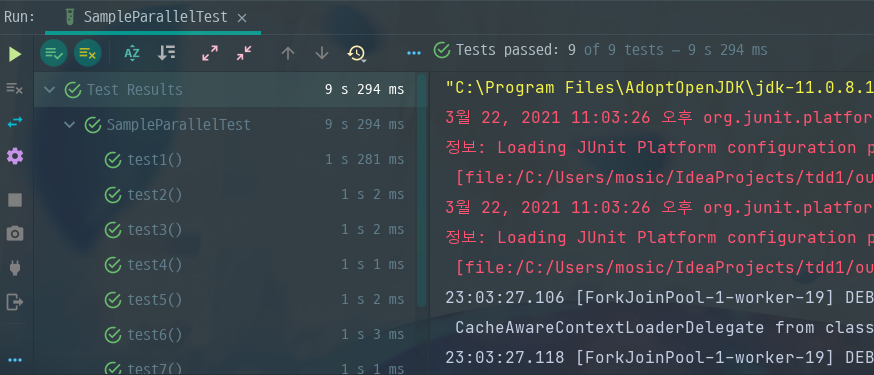 Run: SampleParallelTest
Tests passed: 9 of 9 tests – 9 s 294 ms
Test Results 9 s 294 ms
SampleParallelTest 9 s 294 ms
test1() 1 s 281 ms
test2() 1 s 2 ms
test3() 1 s 2 ms
test4() 1 s 1 ms
test5() 1 s 2 ms
test6() 1 s 3 ms
test7() 1 s 1 ms
"C:\Program Files\AdoptOpenJDK\jdk-11.0.8.1
3월 22, 2021 11:03:26 오후 org.junit.platfor
정보: Loading JUnit Platform configuration p
[file:/C:/Users/mosic/IdeaProjects/tdd1/ou
3월 22, 2021 11:03:26 오후 org.junit.platfor
정보: Loading JUnit Platform configuration p
[file:/C:/Users/mosic/IdeaProjects/tdd1/ou
23:03:27.106 [ForkJoinPool-1-worker-19] DEB
CacheAwareContextLoaderDelegate from class
23:03:27.118 [ForkJoinPool-1-worker-19] DEB